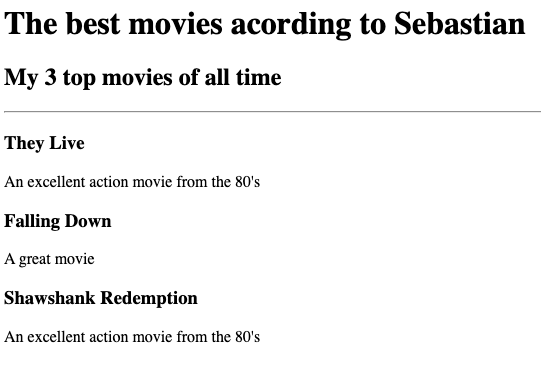 The best movies acording to Sebastian
My 3 top movies of all time
They Live
An excellent action movie from the 80's
Falling Down
A great movie
Shawshank Redemption
An excellent action movie from the 80's